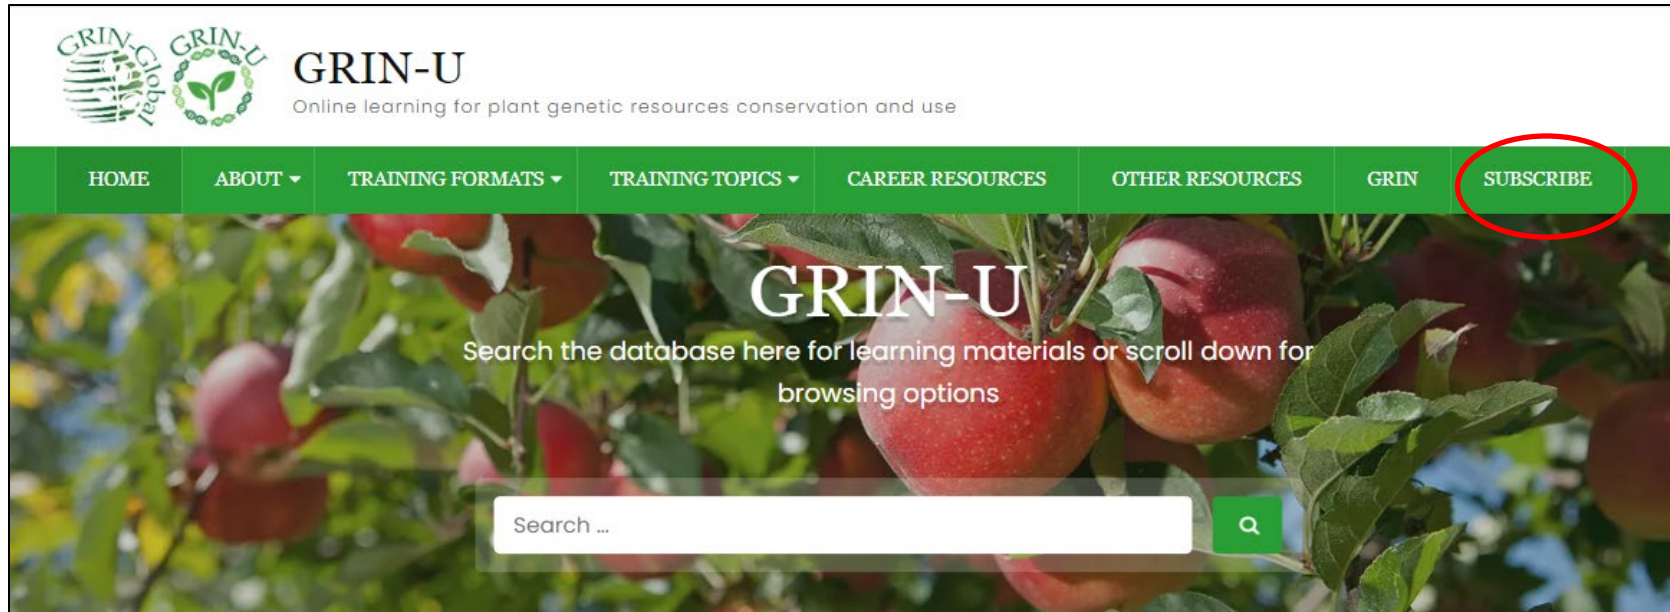 GRIN-Global
GRIN-U
GRIN-U
Online learning for plant genetic resources conservation and use
HOME ABOUT TRAINING FORMATS TRAINING TOPICS CAREER RESOURCES OTHER RESOURCES GRIN SUBSCRIBE
GRIN-U
Search the database here for learning materials or scroll down for
browsing options
Search ...